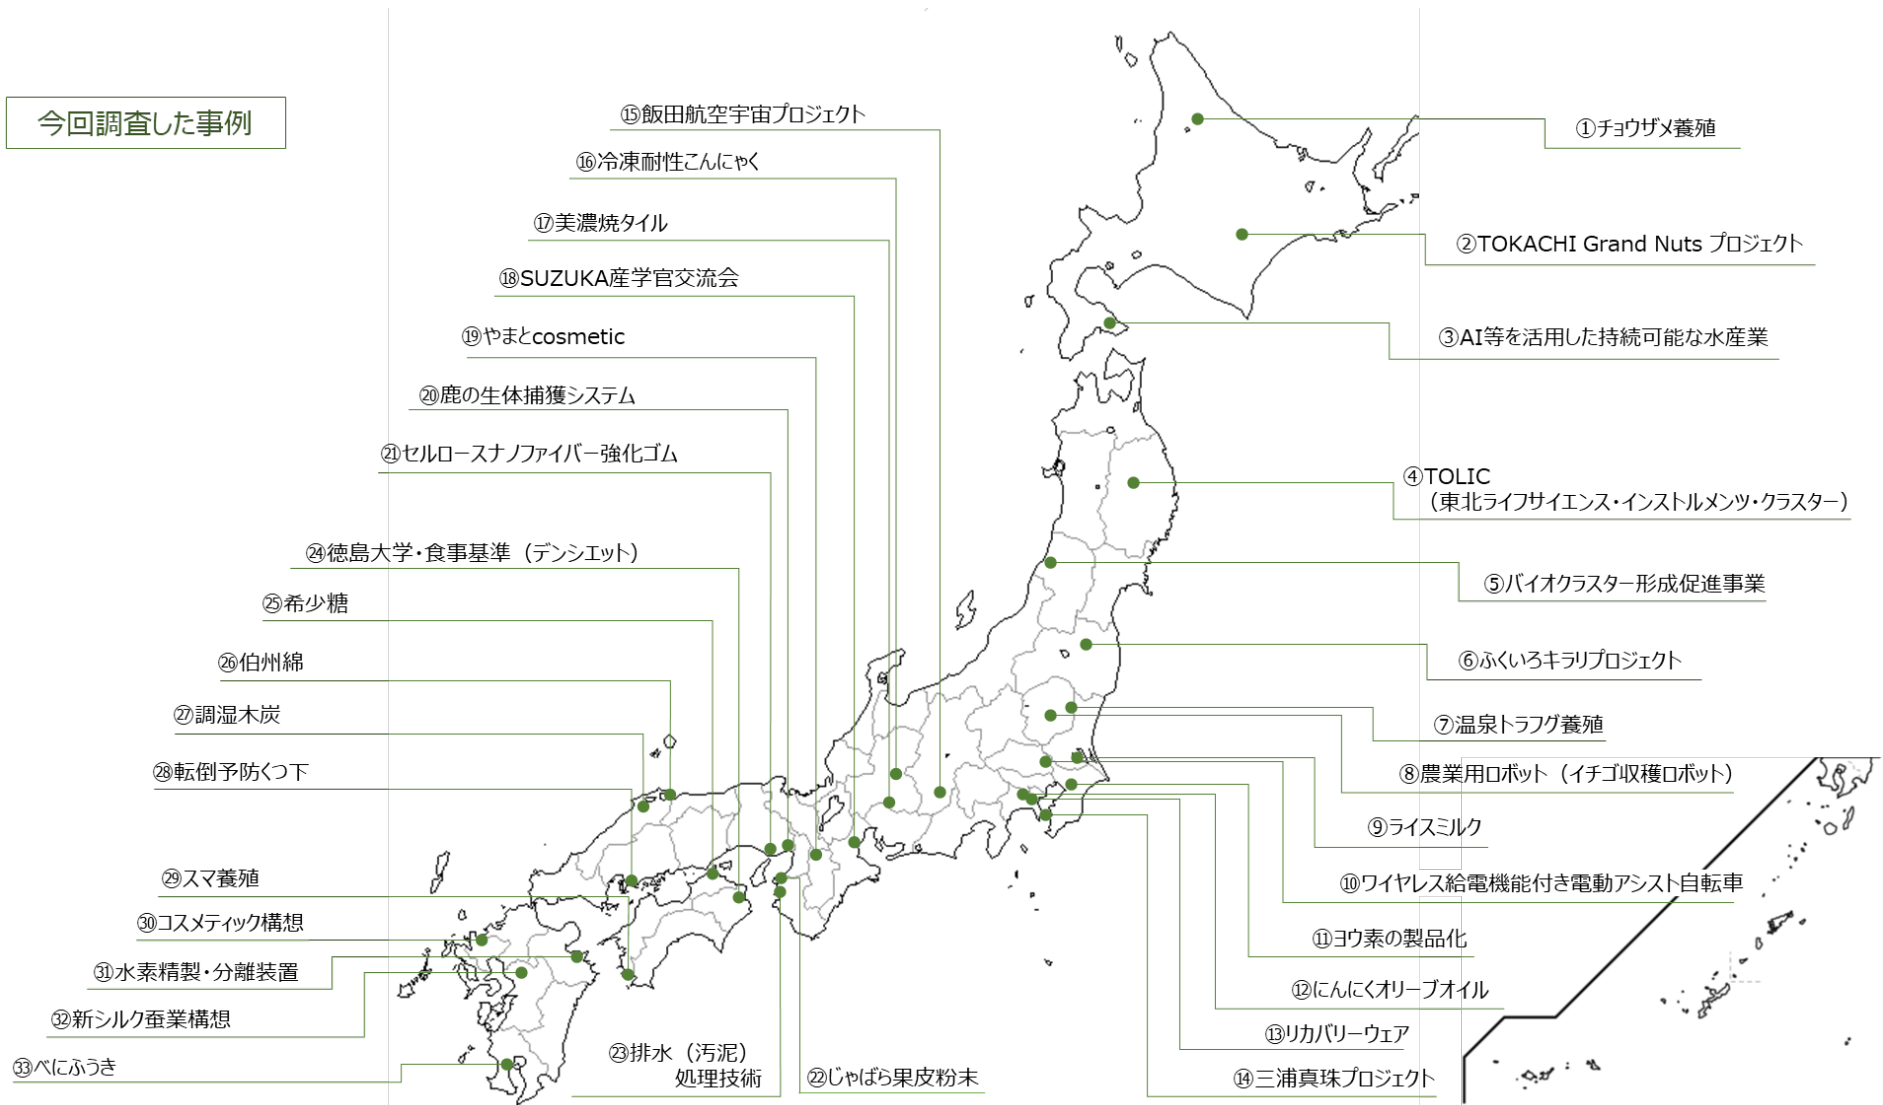 今回調査した事例
①チョウザメ養殖
②TOKACHI Grand Nuts プロジェクト
③AI等を活用した持続可能な水産業
④TOLIC
（東北ライフサイエンス・インストルメンツ・クラスター）
⑤バイオクラスター形成促進事業
⑥ふくいろキラリプロジェクト
⑦温泉トラフグ養殖
⑧農業用ロボット（イチゴ収穫ロボット）
⑨ライスミルク
⑩ワイヤレス給電機能付き電動アシスト自転車
⑪ヨウ素の製品化
⑫にんにくオリーブオイル
⑬リカバリーウェア
⑭三浦真珠プロジェクト
⑮飯田航空宇宙プロジェクト
⑯冷凍耐性こんにゃく
⑰美濃焼タイル
⑱SUZUKA産学官交流会
⑲やまとcosmetic
⑳鹿の生体捕獲システム
㉑セルロースナノファイバー強化ゴム
㉒じゃばら果皮粉末
㉓排水（汚泥）
処理技術
㉔徳島大学・食事基準（デンシエット）
㉕希少糖
㉖伯州綿
㉗調湿木炭
㉘転倒予防くつ下
㉙スマ養殖
㉚コスメティック構想
㉛水素精製・分離装置
㉜新シルク蚕業構想
㉝べにふうき